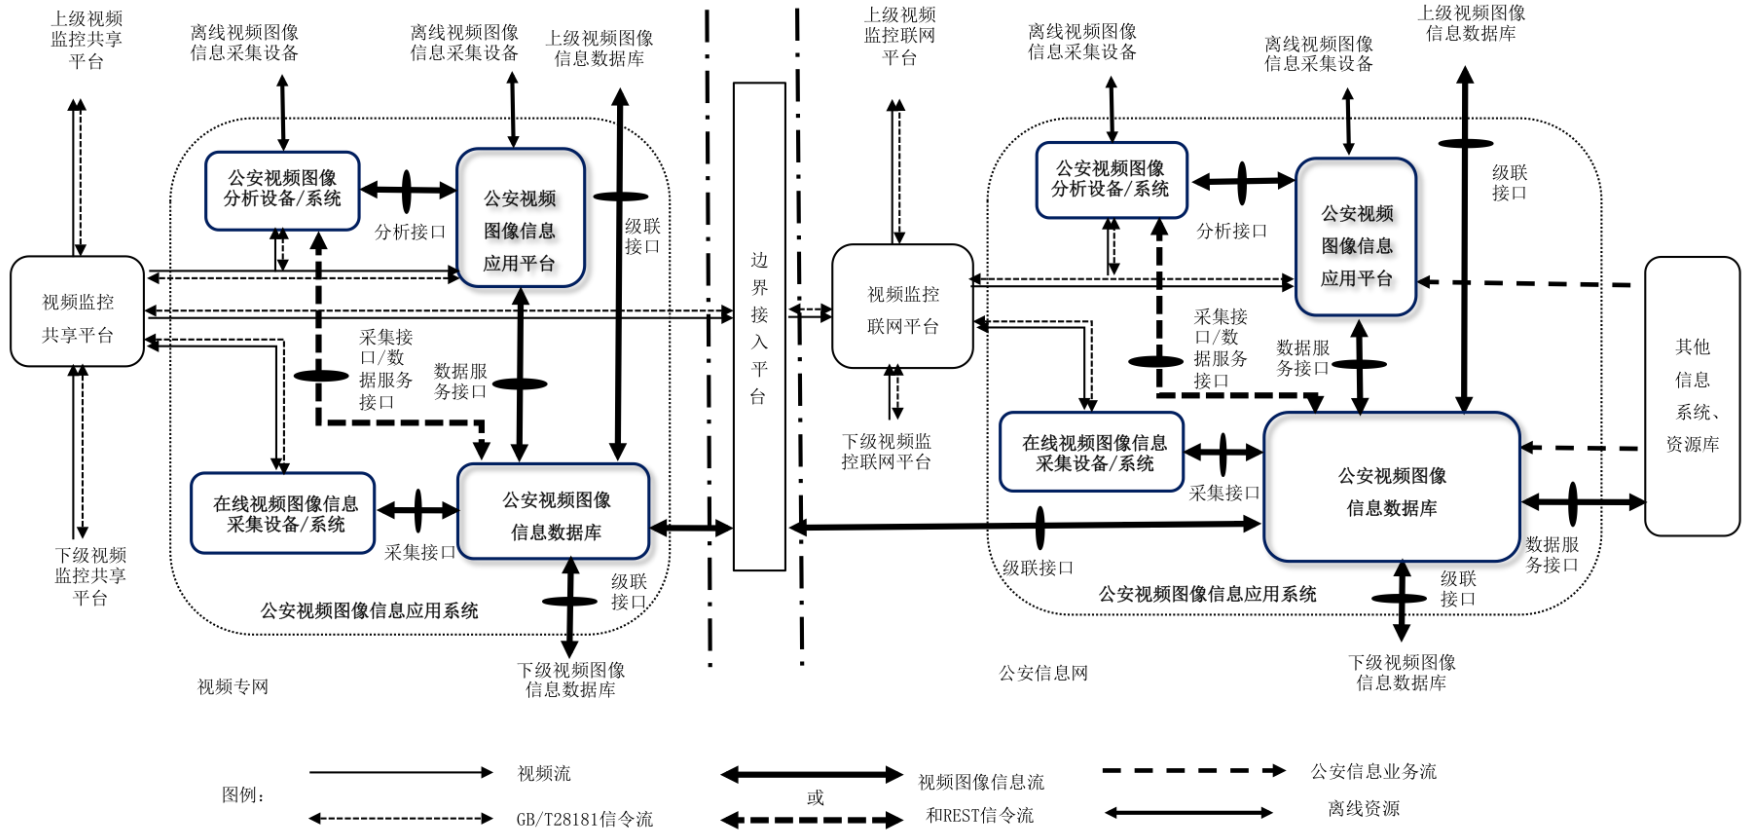 上级视频
监控共享
平台
离线视频图像
信息采集设备
离线视频图像
信息采集设备
上级视频图像
信息数据库
公安视频图像
分析设备/系统
公安视频
图像信息
应用平台
分析接口
级联
接口
视频监控
共享平台
采集接
口/数
据服务
接口
数据服
务接口
在线视频图像信息
采集设备/系统
采集接口
公安视频图像
信息数据库
下级视频
监控共享
平台
公安视频图像信息应用系统
级联
接口
下级视频图像
信息数据库
视频专网
边
界
接
入
平
台
上级视频
监控联网
平台
离线视频图像
信息采集设备
离线视频图像
信息采集设备
上级视频图像
信息数据库
公安视频图像
分析设备/系统
公安视频
图像信息
应用平台
分析接口
级联
接口
视频监控
联网平台
采集接
口/数
据服务
接口
数据服
务接口
下级视频监
控联网平台
在线视频图像信息
采集设备/系统
采集接口
公安视频图像
信息数据库
其他
信息
系统、
资源库
数据服
务接口
级联接口
公安视频图像信息应用系统
级联
接口
下级视频图像
信息数据库
公安信息网
图例：
视频流
GB/T28181信令流
或
视频图像信息流
和REST信令流
公安信息业务流
离线资源